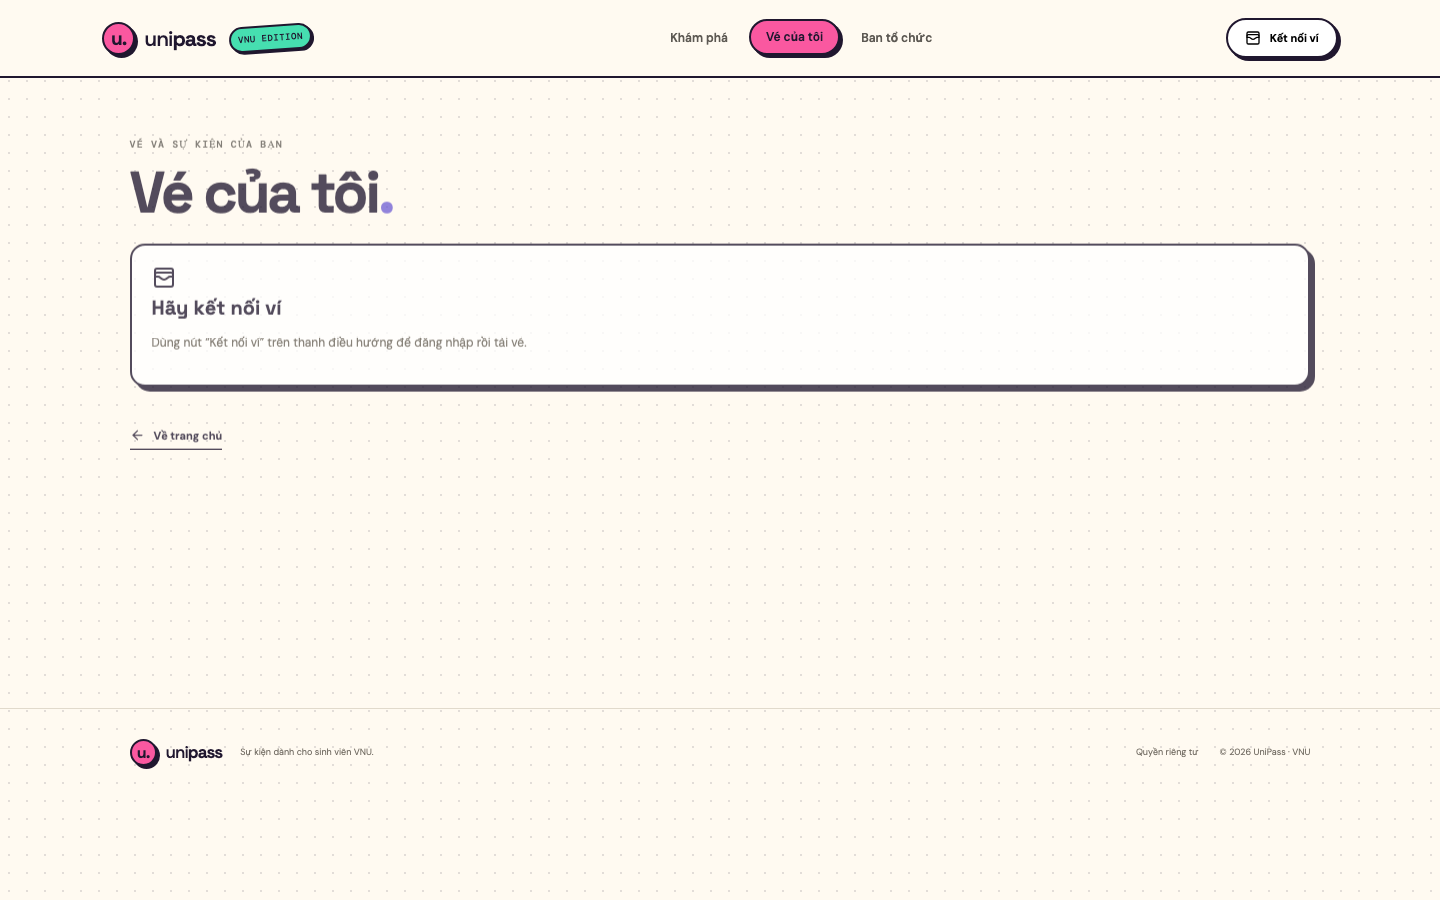 u. unipass VNU EDITION Khám phá Vé của tôi Ban tổ chức Kết nối ví
VÉ VÀ SỰ KIỆN CỦA BẠN
Vé của tôi.
Hãy kết nối ví
Dùng nút “Kết nối ví” trên thanh điều hướng để đăng nhập rồi tải vé.
Về trang chủ
u. unipass Sự kiện dành cho sinh viên VNU. Quyền riêng tư © 2026 UniPass · VNU